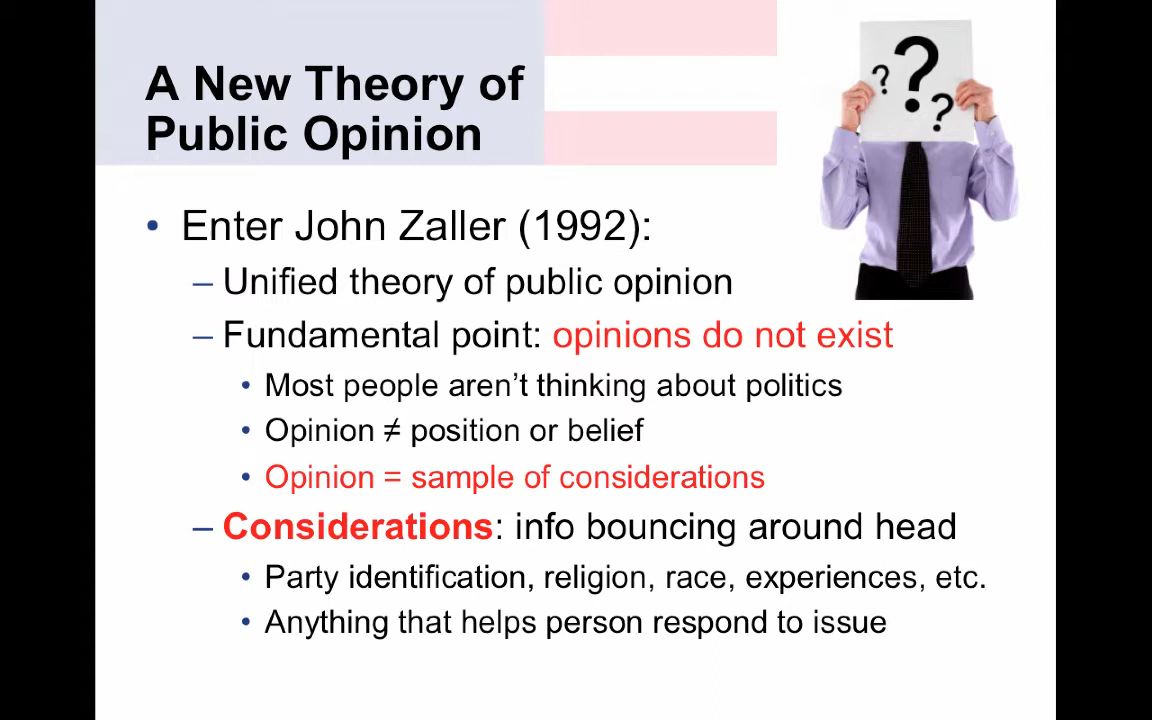 A New Theory of
Public Opinion
? ? ?
• Enter John Zaller (1992):
– Unified theory of public opinion
– Fundamental point: opinions do not exist
• Most people aren’t thinking about politics
• Opinion ≠ position or belief
• Opinion = sample of considerations
– Considerations: info bouncing around head
• Party identification, religion, race, experiences, etc.
• Anything that helps person respond to issue